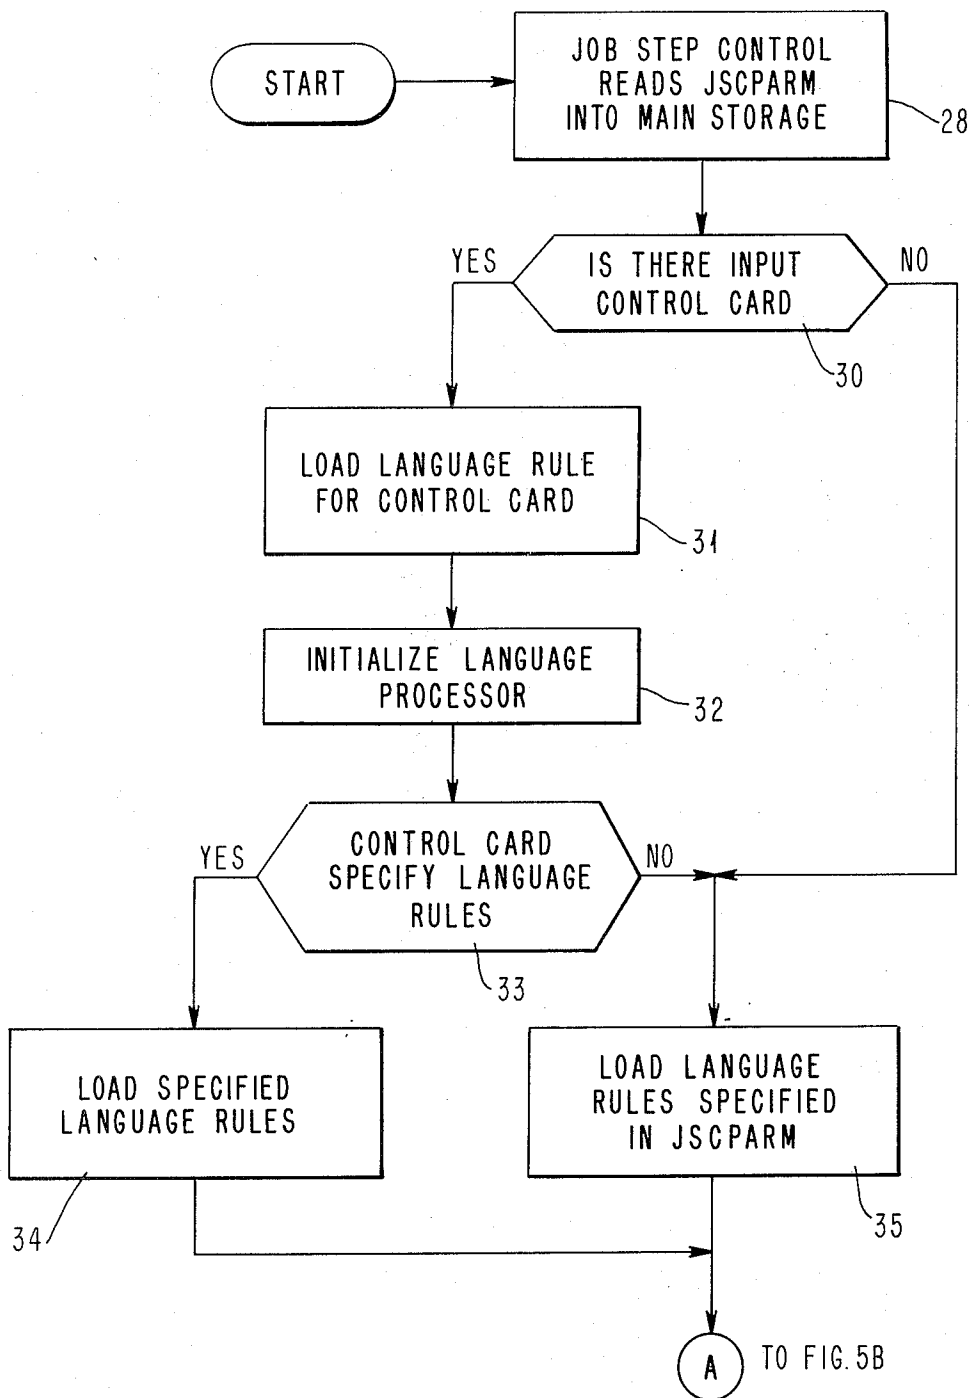 START
JOB STEP CONTROL
READS JSCPARM
INTO MAIN STORAGE
28
YES
IS THERE INPUT
CONTROL CARD
NO
30
LOAD LANGUAGE RULE
FOR CONTROL CARD
31
INITIALIZE LANGUAGE
PROCESSOR
32
YES
CONTROL CARD
SPECIFY LANGUAGE
RULES
NO
33
LOAD SPECIFIED
LANGUAGE RULES
34
LOAD LANGUAGE
RULES SPECIFIED
IN JSCPARM
35
A
TO FIG.5B